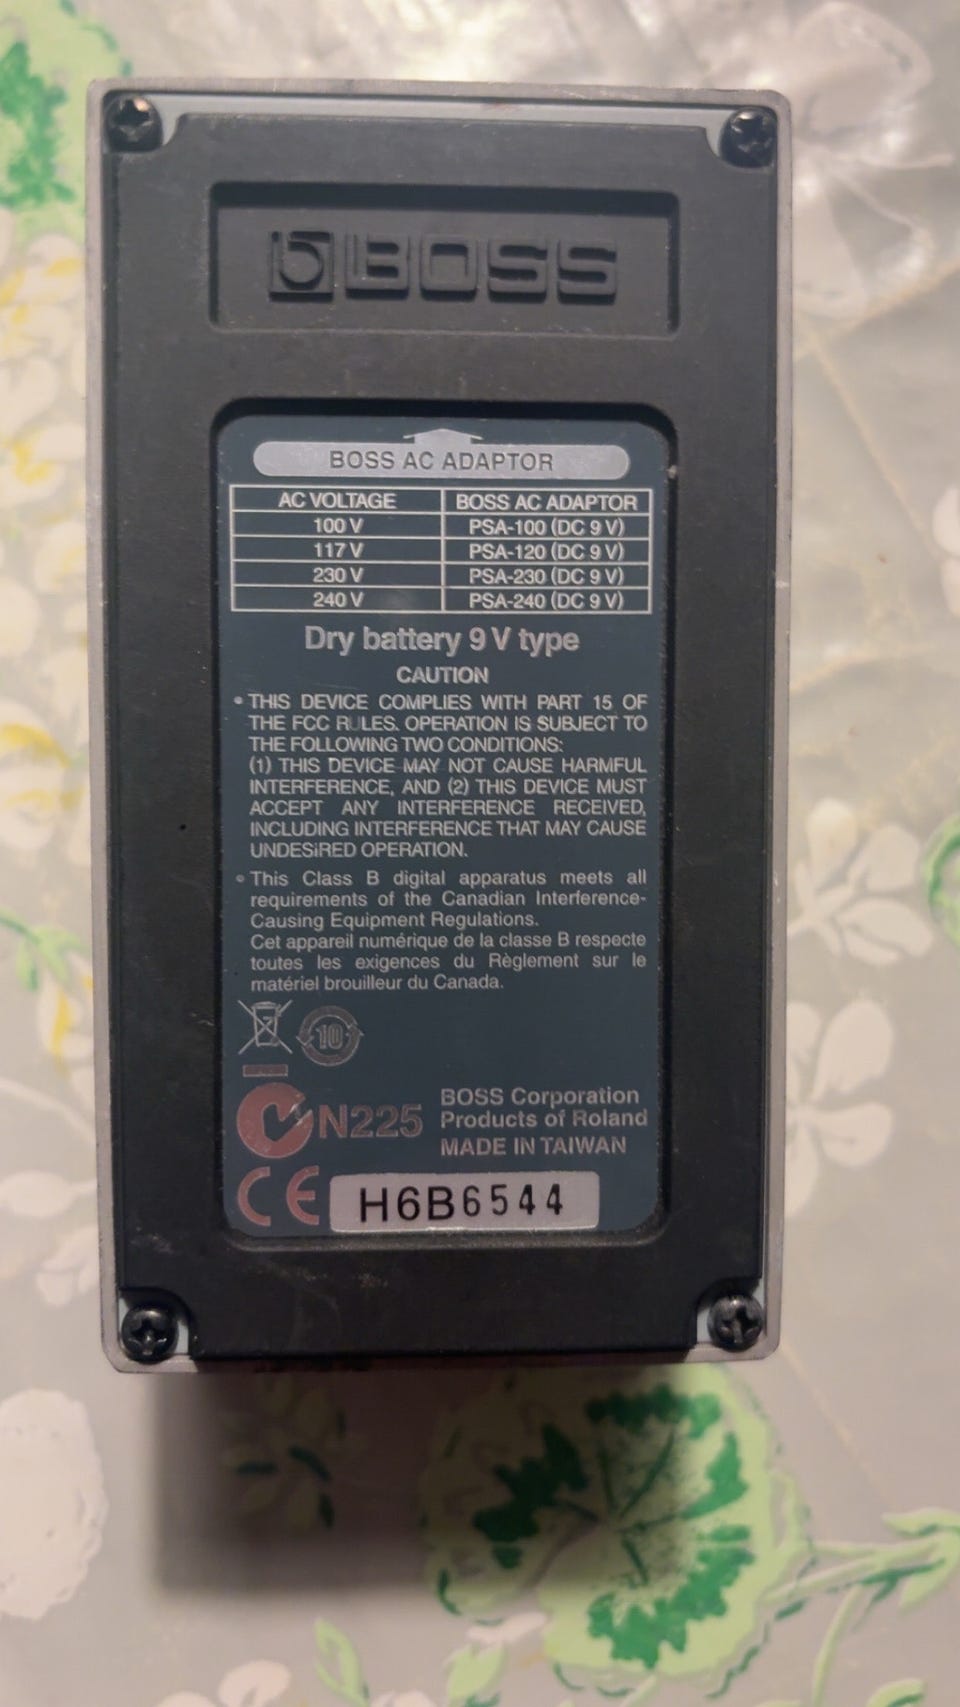 BOSS
BOSS AC ADAPTOR
AC VOLTAGE BOSS AC ADAPTOR
100 V PSA-100 (DC 9 V)
117 V PSA-120 (DC 9 V)
230 V PSA-230 (DC 9 V)
240 V PSA-240 (DC 9 V)
Dry battery 9 V type
CAUTION
• THIS DEVICE COMPLIES WITH PART 15 OF
THE FCC RULES. OPERATION IS SUBJECT TO
THE FOLLOWING TWO CONDITIONS:
(1) THIS DEVICE MAY NOT CAUSE HARMFUL
INTERFERENCE, AND (2) THIS DEVICE MUST
ACCEPT ANY INTERFERENCE RECEIVED,
INCLUDING INTERFERENCE THAT MAY CAUSE
UNDESIRED OPERATION.
• This Class B digital apparatus meets all
requirements of the Canadian Interference-
Causing Equipment Regulations.
Cet appareil numérique de la classe B respecte
toutes les exigences du Règlement sur le
matériel brouilleur du Canada.
10
N225
BOSS Corporation
Products of Roland
MADE IN TAIWAN
CE
H6B6544